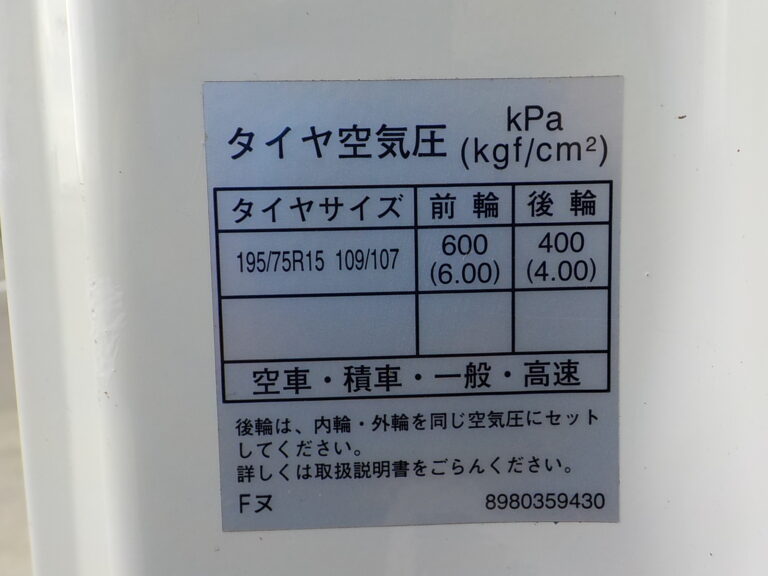 タイヤ空気圧 kPa
(kgf/cm²)
タイヤサイズ 前輪 後輪
195/75R15 109/107 600 400
(6.00) (4.00)
空車・積車・一般・高速
後輪は、内輪・外輪を同じ空気圧にセット
してください。
詳しくは取扱説明書をごらんください。
Fヌ 8980359430